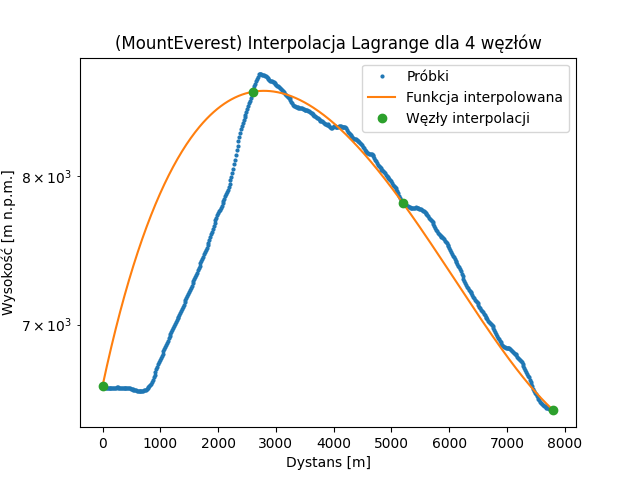 (MountEverest) Interpolacja Lagrange dla 4 węzłów
Próbki
Funkcja interpolowana
Węzły interpolacji
Wysokość [m n.p.m.]
8 × 10³
7 × 10³
0 1000 2000 3000 4000 5000 6000 7000 8000
Dystans [m]